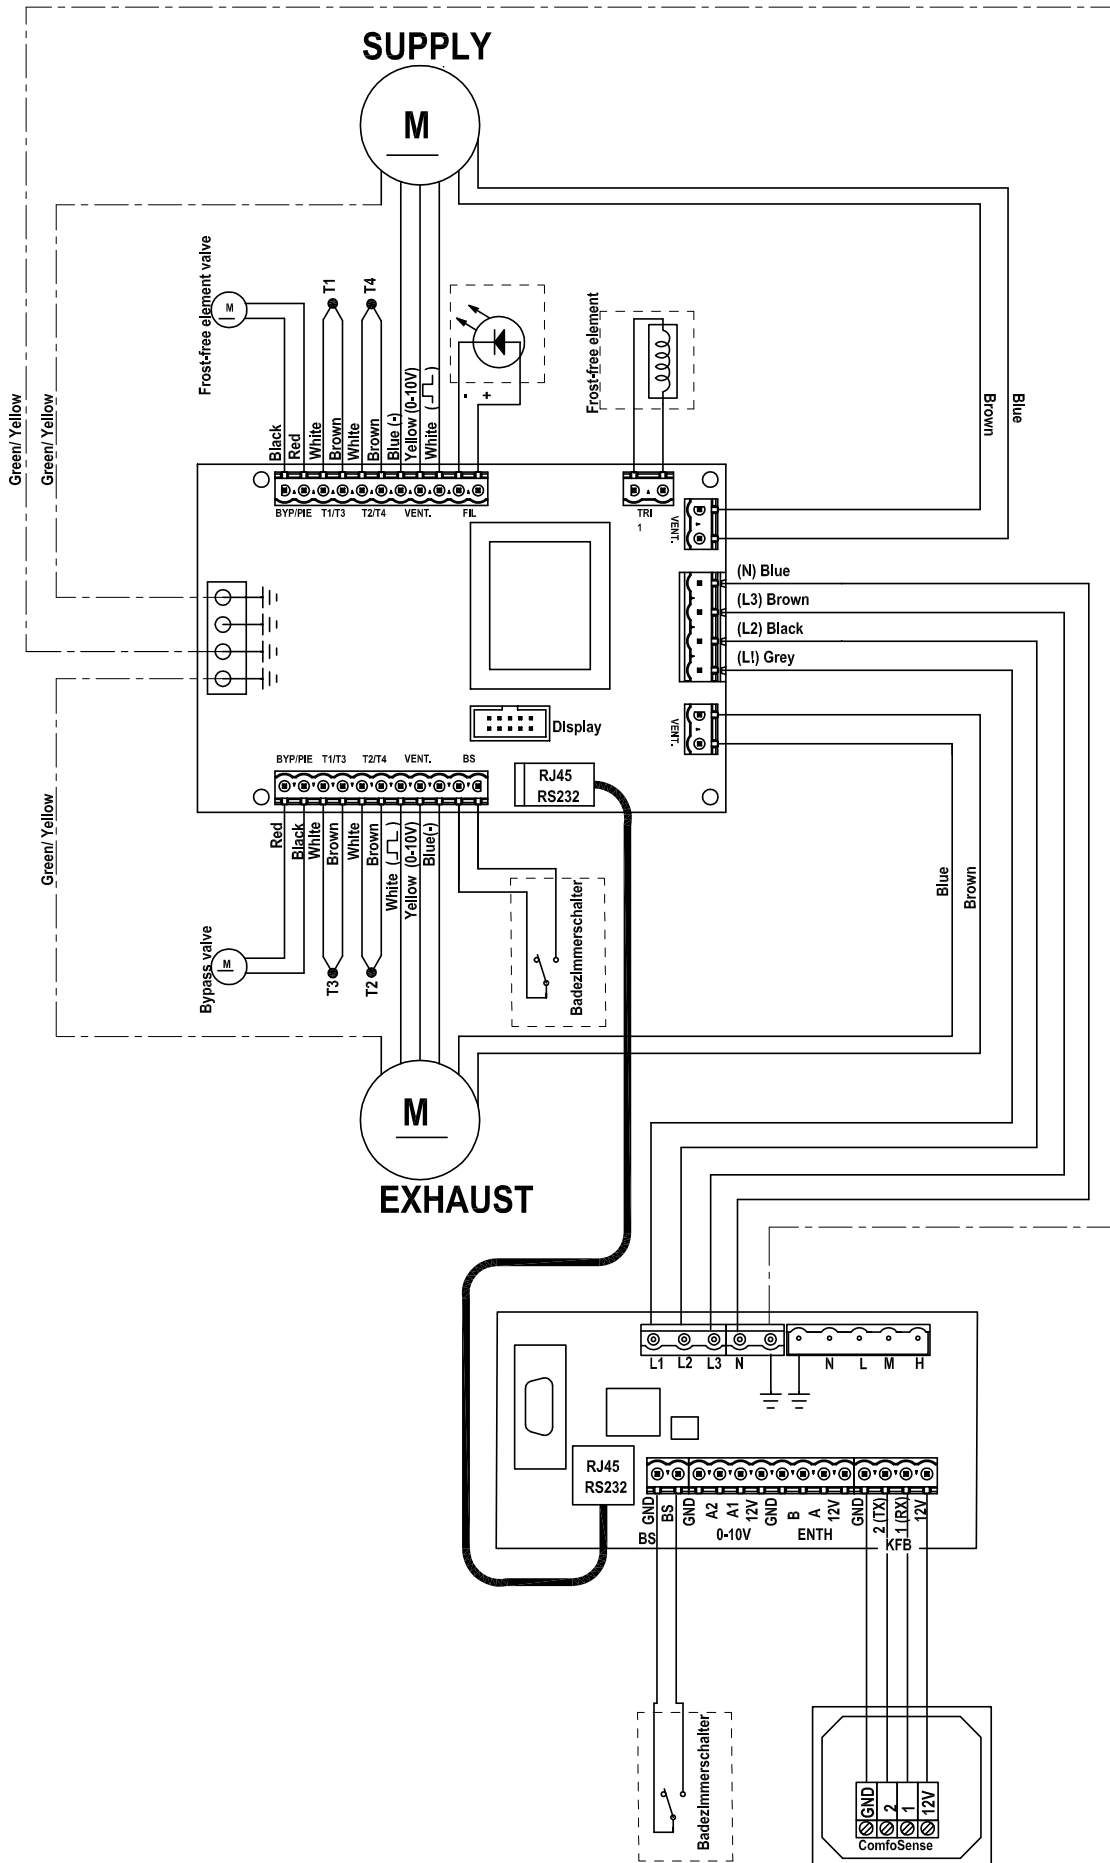 SUPPLY
M
Frost-free element valve
M
T1
T4
Frost-free element
- +
Green/ Yellow
Green/ Yellow
Black
Red
White
Brown
White
Brown
Blue (-)
Yellow (0-10V)
White ( )
Brown
Blue
BYP/PIE T1/T3 T2/T4 VENT. FIL
TRI
1
VENT.
(N) Blue
(L3) Brown
(L2) Black
(L!) Grey
Display
VENT.
BYP/PIE T1/T3 T2/T4 VENT. BS
RJ45
RS232
Green/ Yellow
Red
Black
White
Brown
White
Brown
White ( )
Yellow (0-10V)
Blue(-)
Blue
Brown
Bypass valve
M
T3
T2
Badezimmerschalter
M
EXHAUST
L1 L2 L3 N N L M H
RJ45
RS232
GND
BS
GND
A2
A1
12V
GND
B
A
12V
GND
2 (TX)
1 (RX)
12V
BS 0-10V ENTH KFB
Badezimmerschalter
GND
2
1
12V
ComfoSense